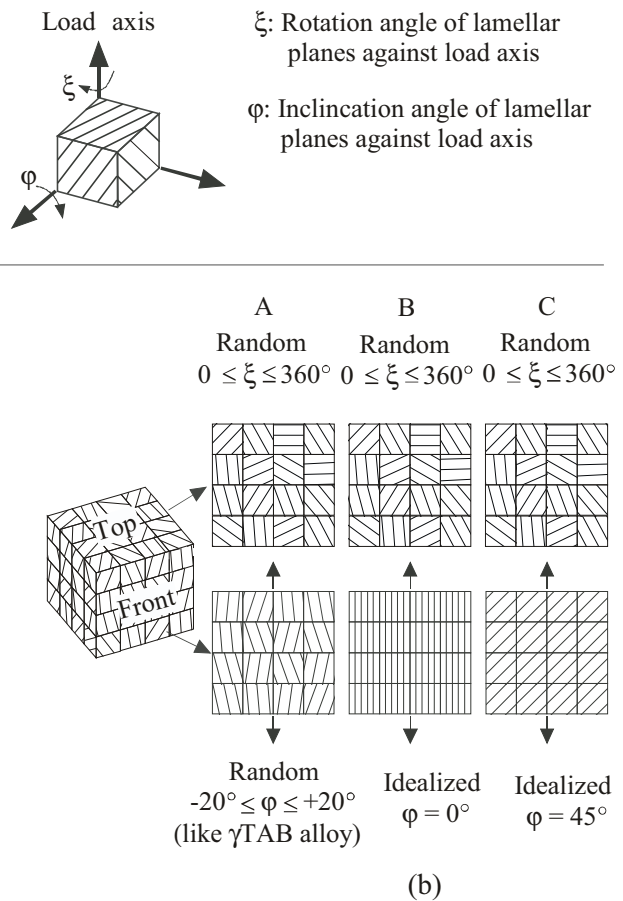 Load axis
ξ: Rotation angle of lamellar
planes against load axis
ξ
φ: Inclincation angle of lamellar
planes against load axis
φ
A B C
Random Random Random
0 ≤ ξ ≤ 360° 0 ≤ ξ ≤ 360° 0 ≤ ξ ≤ 360°
Top
Front
Random
-20° ≤ φ ≤ +20°
(like γTAB alloy)
Idealized
φ = 0°
Idealized
φ = 45°
(b)